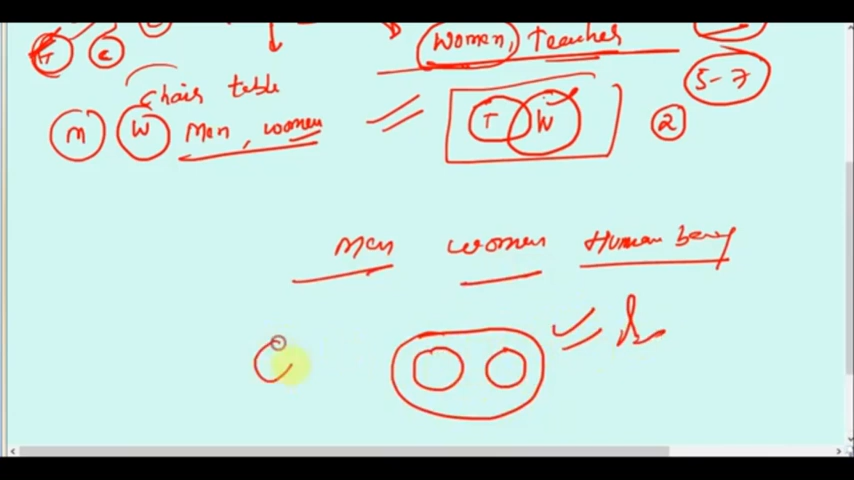 T C Women, Teacher
5-7
Chair table
M W Men, women T W 2
Men women Human being